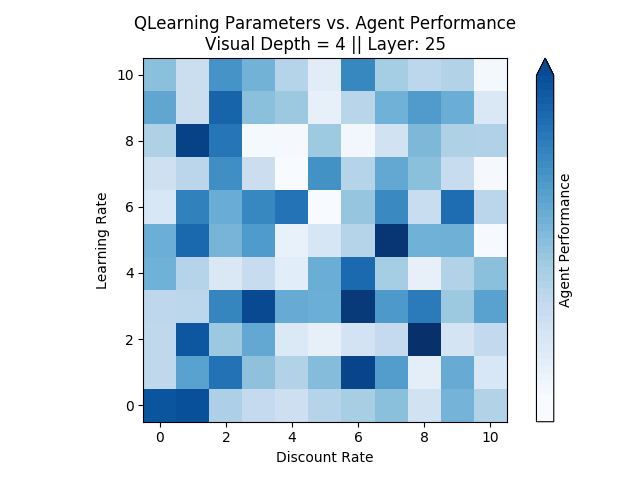 QLearning Parameters vs. Agent Performance
Visual Depth = 4 || Layer: 25
10
8
6
4
2
0
Learning Rate
0 2 4 6 8 10
Discount Rate
Agent Performance